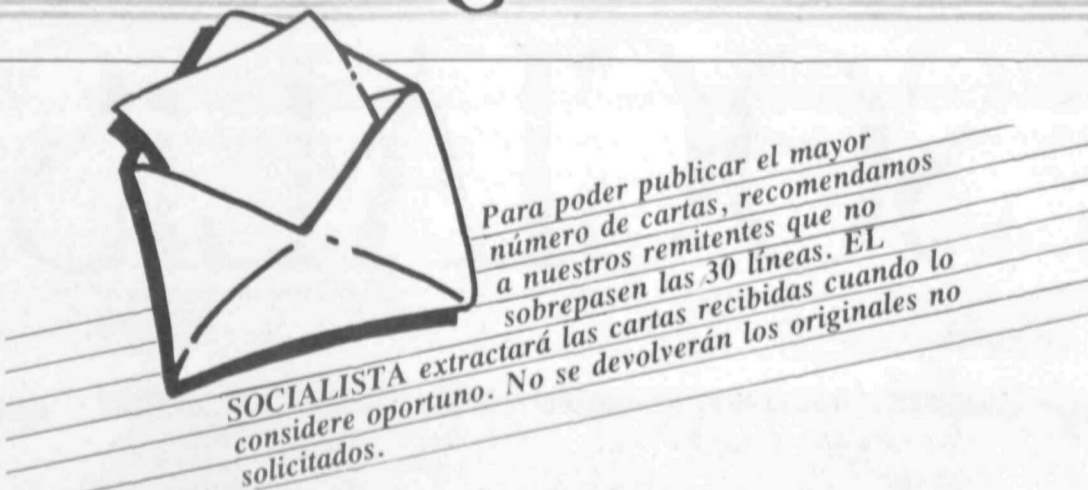 Para poder publicar el mayor
número de cartas, recomendamos
a nuestros remitentes que no
sobrepasen las 30 líneas. EL
SOCIALISTA extractará las cartas recibidas cuando lo
considere oportuno. No se devolverán los originales no
solicitados.